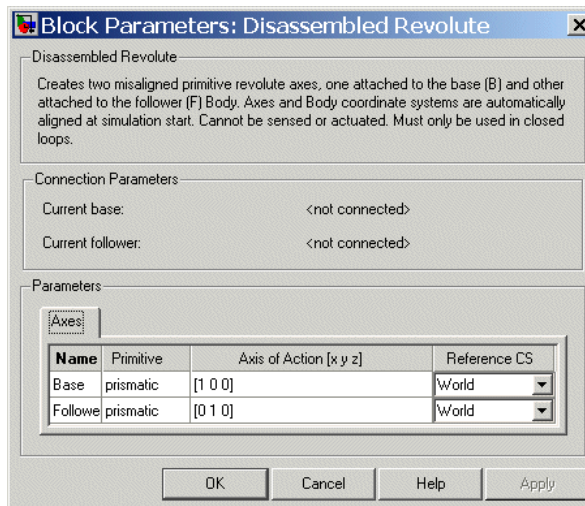 Block Parameters: Disassembled Revolute
Disassembled Revolute
Creates two misaligned primitive revolute axes, one attached to the base (B) and other
attached to the follower (F) Body. Axes and Body coordinate systems are automatically
aligned at simulation start. Cannot be sensed or actuated. Must only be used in closed
loops.
Connection Parameters
Current base: <not connected>
Current follower: <not connected>
Parameters
Axes
Name Primitive Axis of Action [x y z] Reference CS
Base prismatic [1 0 0] World
Followe prismatic [0 1 0] World
OK Cancel Help Apply